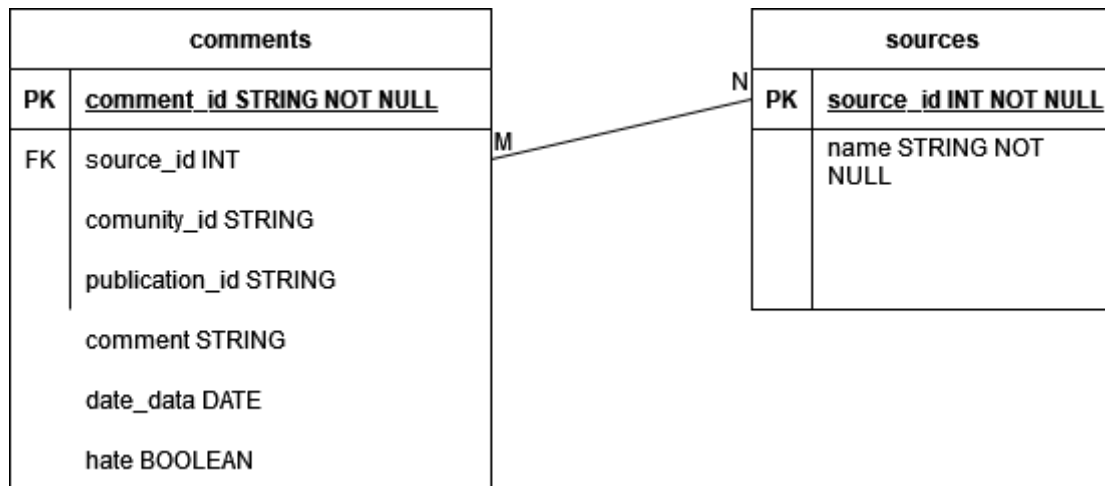 comments
PK comment_id STRING NOT NULL
FK source_id INT
comunity_id STRING
publication_id STRING
comment STRING
date_data DATE
hate BOOLEAN
M
N
sources
PK source_id INT NOT NULL
name STRING NOT
NULL